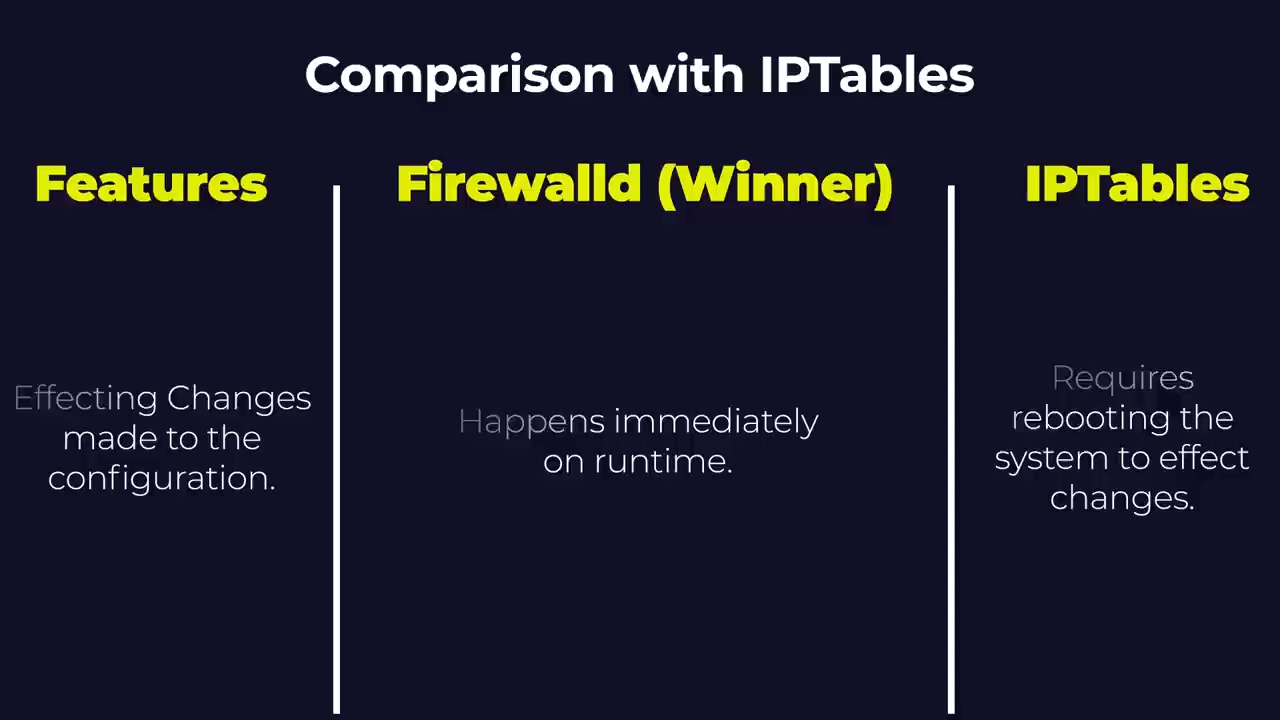 Comparison with IPTables
Features
Firewalld (Winner)
IPTables
Effecting Changes
made to the
configuration.
Happens immediately
on runtime.
Requires
rebooting the
system to effect
changes.